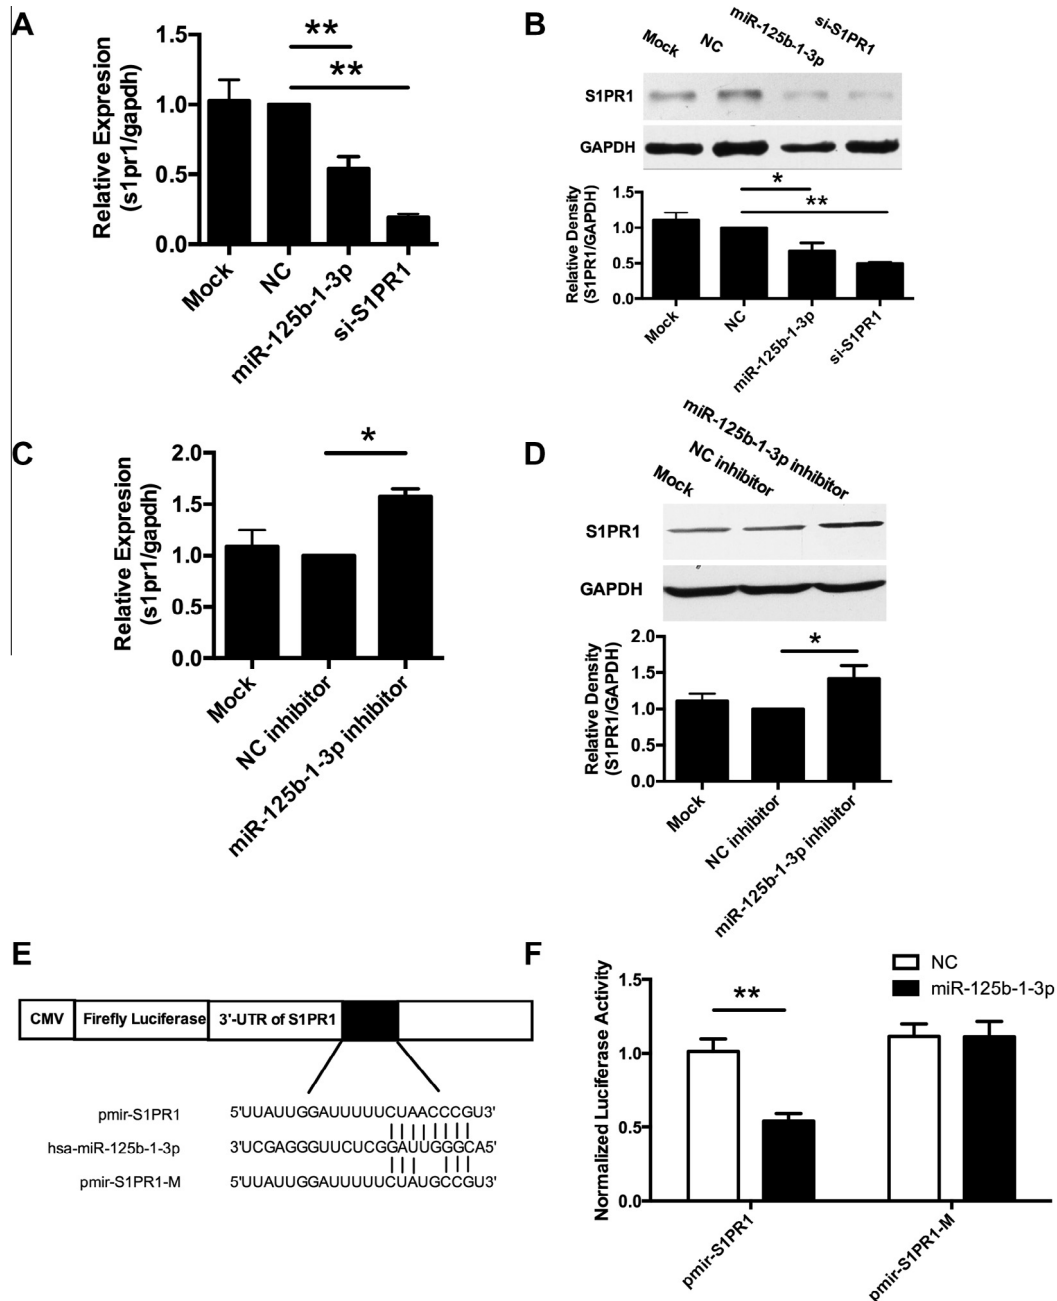 A
Relative Expresion
(s1pr1/gapdh)
1.5
1.0
0.5
0.0
**
**
Mock
NC
miR-125b-1-3p
si-S1PR1
B
Mock
NC
miR-125b-1-3p
si-S1PR1
S1PR1
GAPDH
Relative Density
(S1PR1/GAPDH)
1.5
1.0
0.5
0.0
*
**
Mock
NC
miR-125b-1-3p
si-S1PR1
C
Relative Expresion
(s1pr1/gapdh)
2.0
1.5
1.0
0.5
0.0
*
Mock
NC inhibitor
miR-125b-1-3p inhibitor
D
Mock
NC inhibitor
miR-125b-1-3p inhibitor
S1PR1
GAPDH
Relative Density
(S1PR1/GAPDH)
2.0
1.5
1.0
0.5
0.0
*
Mock
NC inhibitor
miR-125b-1-3p inhibitor
E
CMV
Firefly Luciferase
3'-UTR of S1PR1
pmir-S1PR1 5'UUAUUGGAUUUUUCUAACCCGU3'
hsa-miR-125b-1-3p 3'UCGAGGGUUCUCGGAUUGGGCA5'
pmir-S1PR1-M 5'UUAUUGGAUUUUUCUAUGCCGU3'
F
NC
miR-125b-1-3p
Normalized Luciferase Activity
1.5
1.0
0.5
0.0
**
pmir-S1PR1
pmir-S1PR1-M